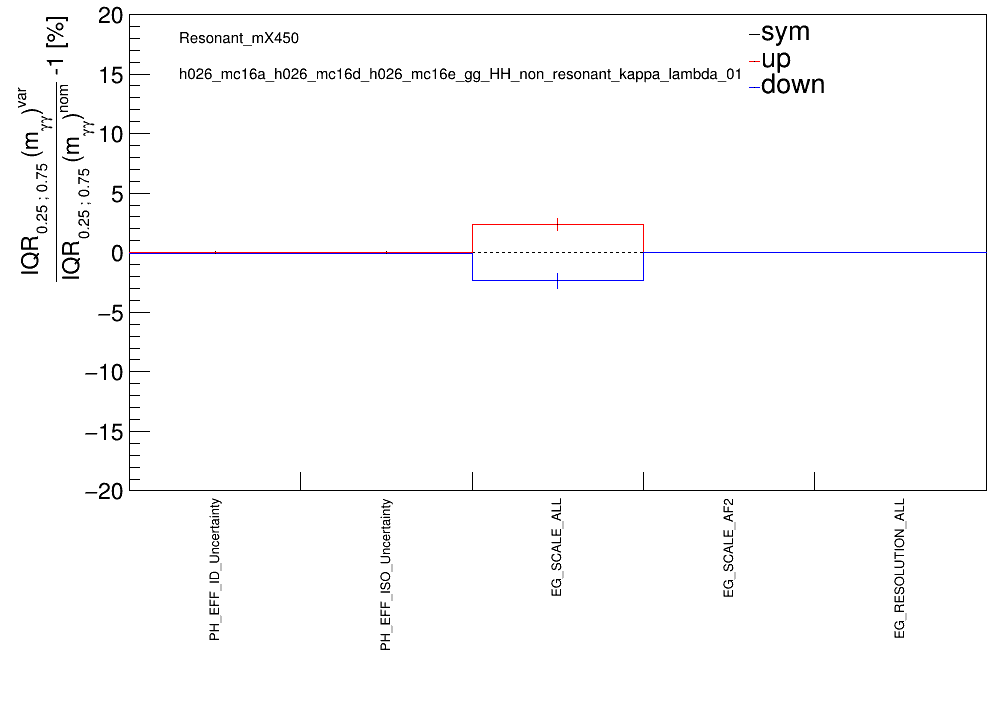 IQR0.25 ; 0.75 (mγγ)var
IQR0.25 ; 0.75 (mγγ)nom -1 [%]
20
15
10
5
0
−5
−10
−15
−20
Resonant_mX450
h026_mc16a_h026_mc16d_h026_mc16e_gg_HH_non_resonant_kappa_lambda_01
sym
up
down
PH_EFF_ID_Uncertainty
PH_EFF_ISO_Uncertainty
EG_SCALE_ALL
EG_SCALE_AF2
EG_RESOLUTION_ALL